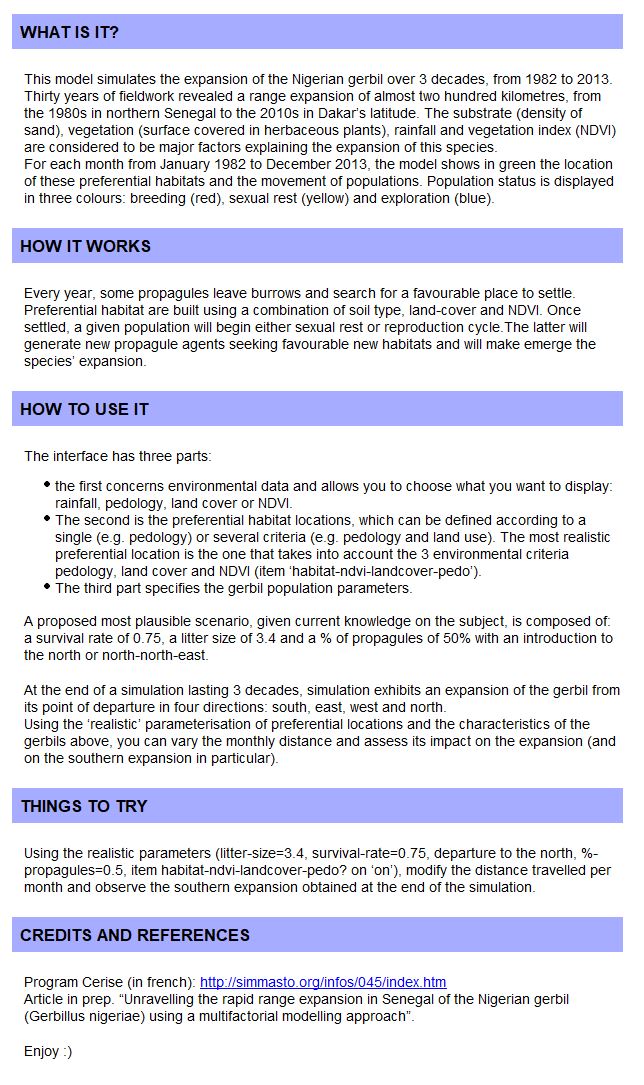 WHAT IS IT?
This model simulates the expansion of the Nigerian gerbil over 3 decades, from 1982 to 2013.
Thirty years of fieldwork revealed a range expansion of almost two hundred kilometres, from
the 1980s in northern Senegal to the 2010s in Dakar's latitude. The substrate (density of
sand), vegetation (surface covered in herbaceous plants), rainfall and vegetation index (NDVI)
are considered to be major factors explaining the expansion of this species.
For each month from January 1982 to December 2013, the model shows in green the location
of these preferential habitats and the movement of populations. Population status is displayed
in three colours: breeding (red), sexual rest (yellow) and exploration (blue).
HOW IT WORKS
Every year, some propagules leave burrows and search for a favourable place to settle.
Preferential habitat are built using a combination of soil type, land-cover and NDVI. Once
settled, a given population will begin either sexual rest or reproduction cycle.The latter will
generate new propagule agents seeking favourable new habitats and will make emerge the
species' expansion.
HOW TO USE IT
The interface has three parts:
• the first concerns environmental data and allows you to choose what you want to display:
rainfall, pedology, land cover or NDVI.
• The second is the preferential habitat locations, which can be defined according to a
single (e.g. pedology) or several criteria (e.g. pedology and land use). The most realistic
preferential location is the one that takes into account the 3 environmental criteria
pedology, land cover and NDVI (item 'habitat-ndvi-landcover-pedo').
• The third part specifies the gerbil population parameters.
A proposed most plausible scenario, given current knowledge on the subject, is composed of:
a survival rate of 0.75, a litter size of 3.4 and a % of propagules of 50% with an introduction to
the north or north-north-east.
At the end of a simulation lasting 3 decades, simulation exhibits an expansion of the gerbil from
its point of departure in four directions: south, east, west and north.
Using the 'realistic' parameterisation of preferential locations and the characteristics of the
gerbils above, you can vary the monthly distance and assess its impact on the expansion (and
on the southern expansion in particular).
THINGS TO TRY
Using the realistic parameters (litter-size=3.4, survival-rate=0.75, departure to the north, %-
propagules=0.5, item habitat-ndvi-landcover-pedo? on 'on'), modify the distance travelled per
month and observe the southern expansion obtained at the end of the simulation.
CREDITS AND REFERENCES
Program Cerise (in french): http://simmasto.org/infos/045/index.htm
Article in prep. "Unravelling the rapid range expansion in Senegal of the Nigerian gerbil
(Gerbillus nigeriae) using a multifactorial modelling approach".
Enjoy :)